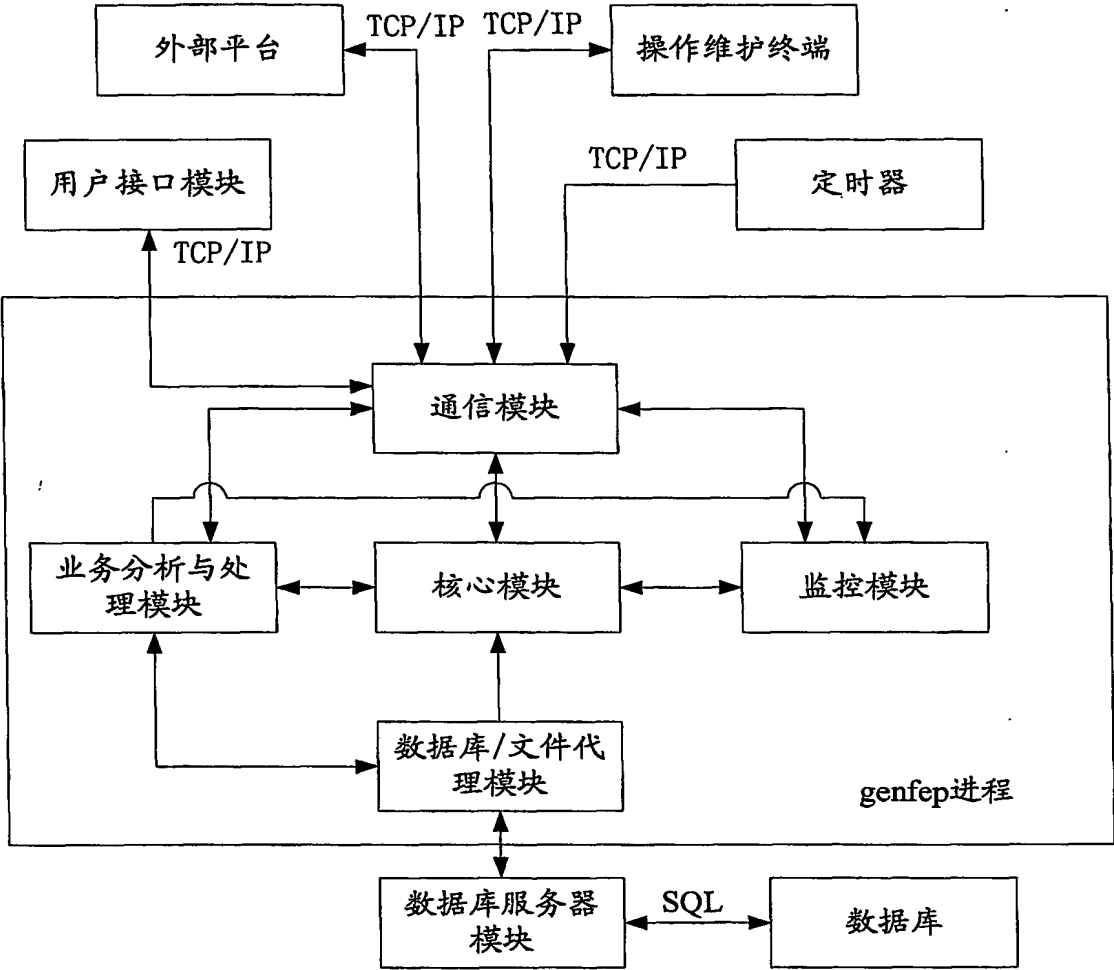 外部平台
TCP/IP
TCP/IP
操作维护终端
用户接口模块
TCP/IP
定时器
TCP/IP
通信模块
业务分析与处
理模块
核心模块
监控模块
数据库/文件代
理模块
genfep进程
数据库服务器
模块
SQL
数据库